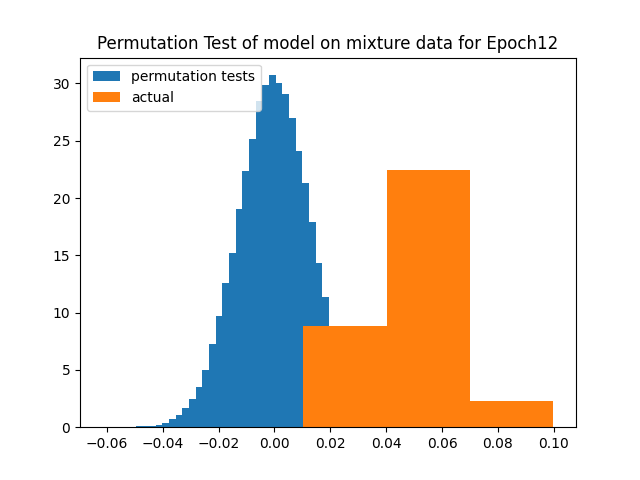 Permutation Test of model on mixture data for Epoch12
permutation tests
actual
30
25
20
15
10
5
0
−0.06 −0.04 −0.02 0.00 0.02 0.04 0.06 0.08 0.10